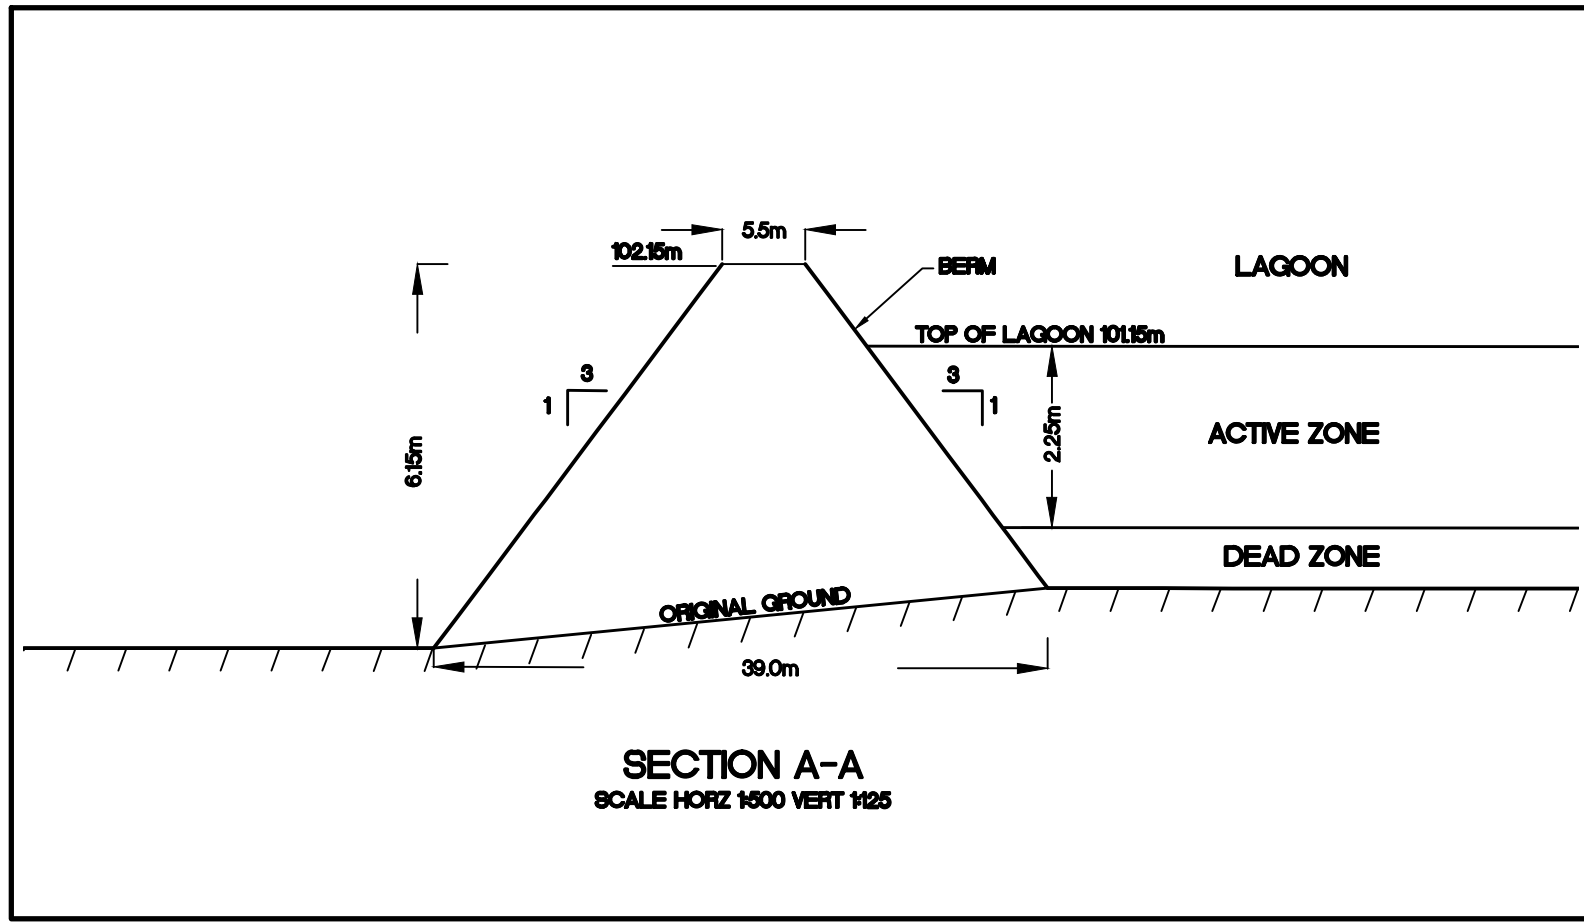 5.5m
102.15m
BERM
LAGOON
TOP OF LAGOON 101.15m
3
1
3
1
2.25m
ACTIVE ZONE
6.15m
DEAD ZONE
ORIGINAL GROUND
39.0m
SECTION A-A
SCALE HORZ 1:500 VERT 1:125